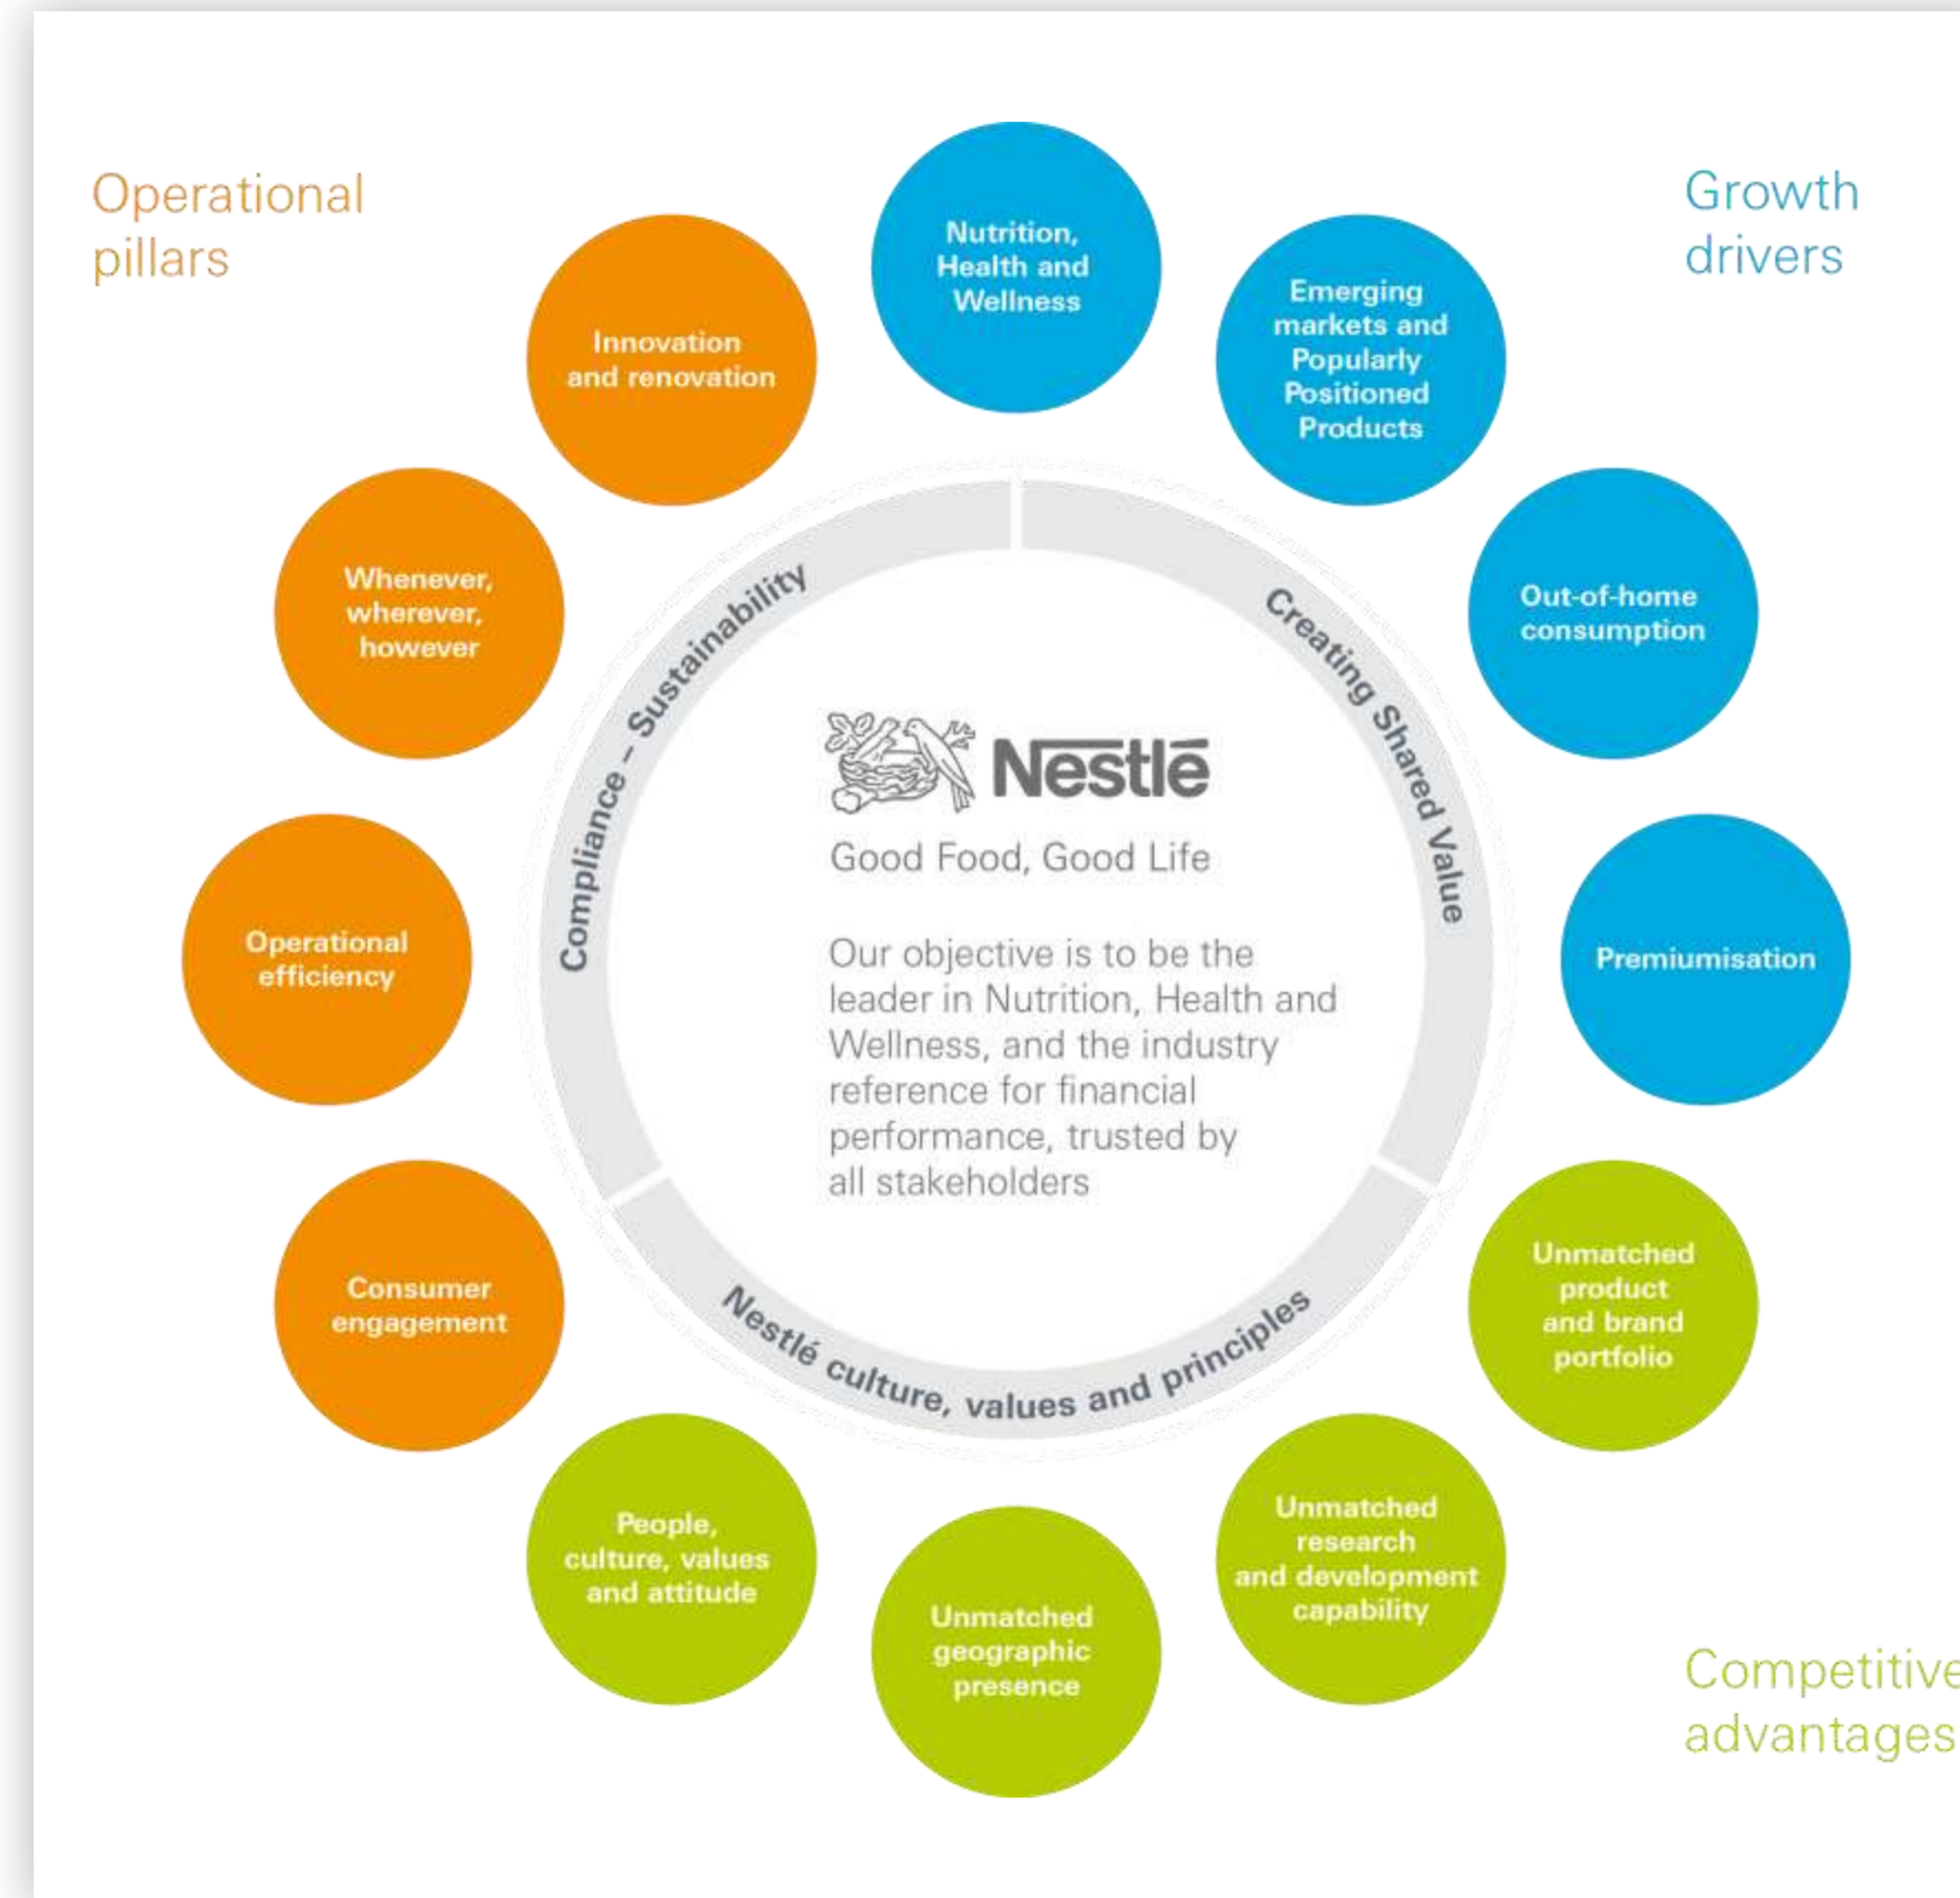 Operational
pillars
Growth
drivers
Nutrition,
Health and
Wellness
Emerging
markets and
Popularly
Positioned
Products
Out-of-home
consumption
Premiumisation
Unmatched
product
and brand
portfolio
Unmatched
research
and development
capability
Unmatched
geographic
presence
People,
culture, values
and attitude
Consumer
engagement
Operational
efficiency
Whenever,
wherever,
however
Innovation
and renovation
Compliance – Sustainability
Creating Shared Value
Nestlé culture, values and principles
Nestlē
Good Food, Good Life
Our objective is to be the
leader in Nutrition, Health and
Wellness, and the industry
reference for financial
performance, trusted by
all stakeholders
Competitive
advantages